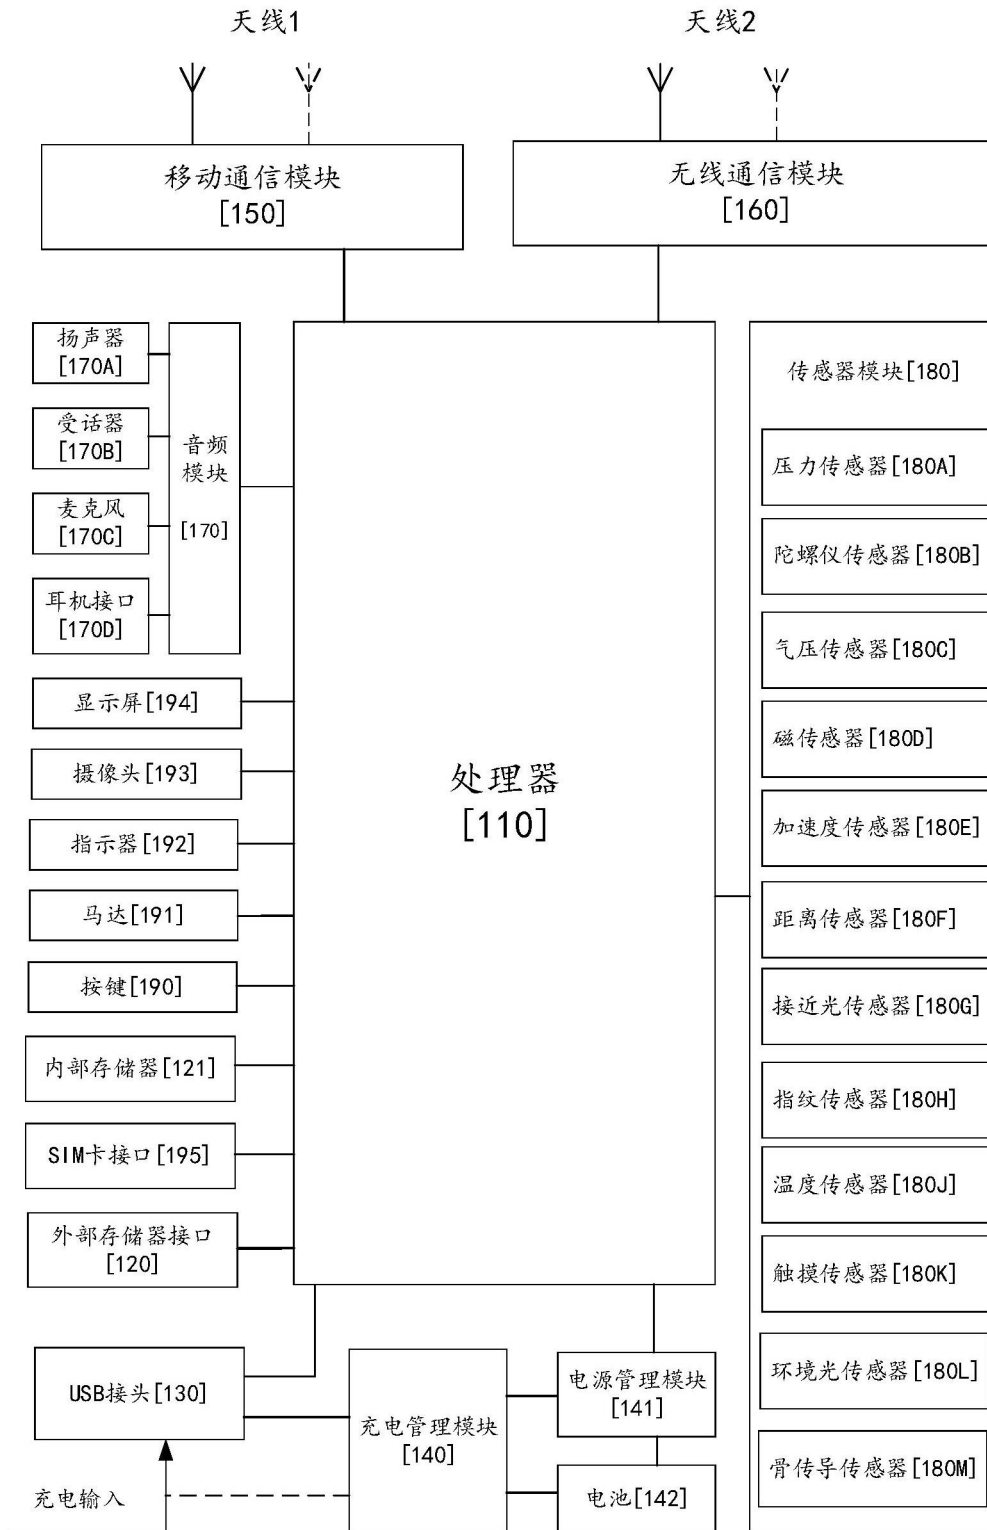 天线1
天线2
移动通信模块
[150]
无线通信模块
[160]
扬声器
[170A]
受话器
[170B]
麦克风
[170C]
耳机接口
[170D]
音频
模块
[170]
显示屏[194]
摄像头[193]
指示器[192]
马达[191]
按键[190]
内部存储器[121]
SIM卡接口[195]
外部存储器接口
[120]
处理器
[110]
传感器模块[180]
压力传感器[180A]
陀螺仪传感器[180B]
气压传感器[180C]
磁传感器[180D]
加速度传感器[180E]
距离传感器[180F]
接近光传感器[180G]
指纹传感器[180H]
温度传感器[180J]
触摸传感器[180K]
环境光传感器[180L]
骨传导传感器[180M]
USB接头[130]
充电管理模块
[140]
电源管理模块
[141]
电池[142]
充电输入